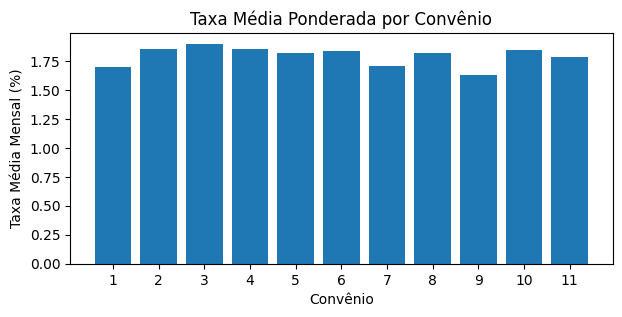 Taxa Média Ponderada por Convênio
Taxa Média Mensal (%)
1.75
1.50
1.25
1.00
0.75
0.50
0.25
0.00
1 2 3 4 5 6 7 8 9 10 11
Convênio